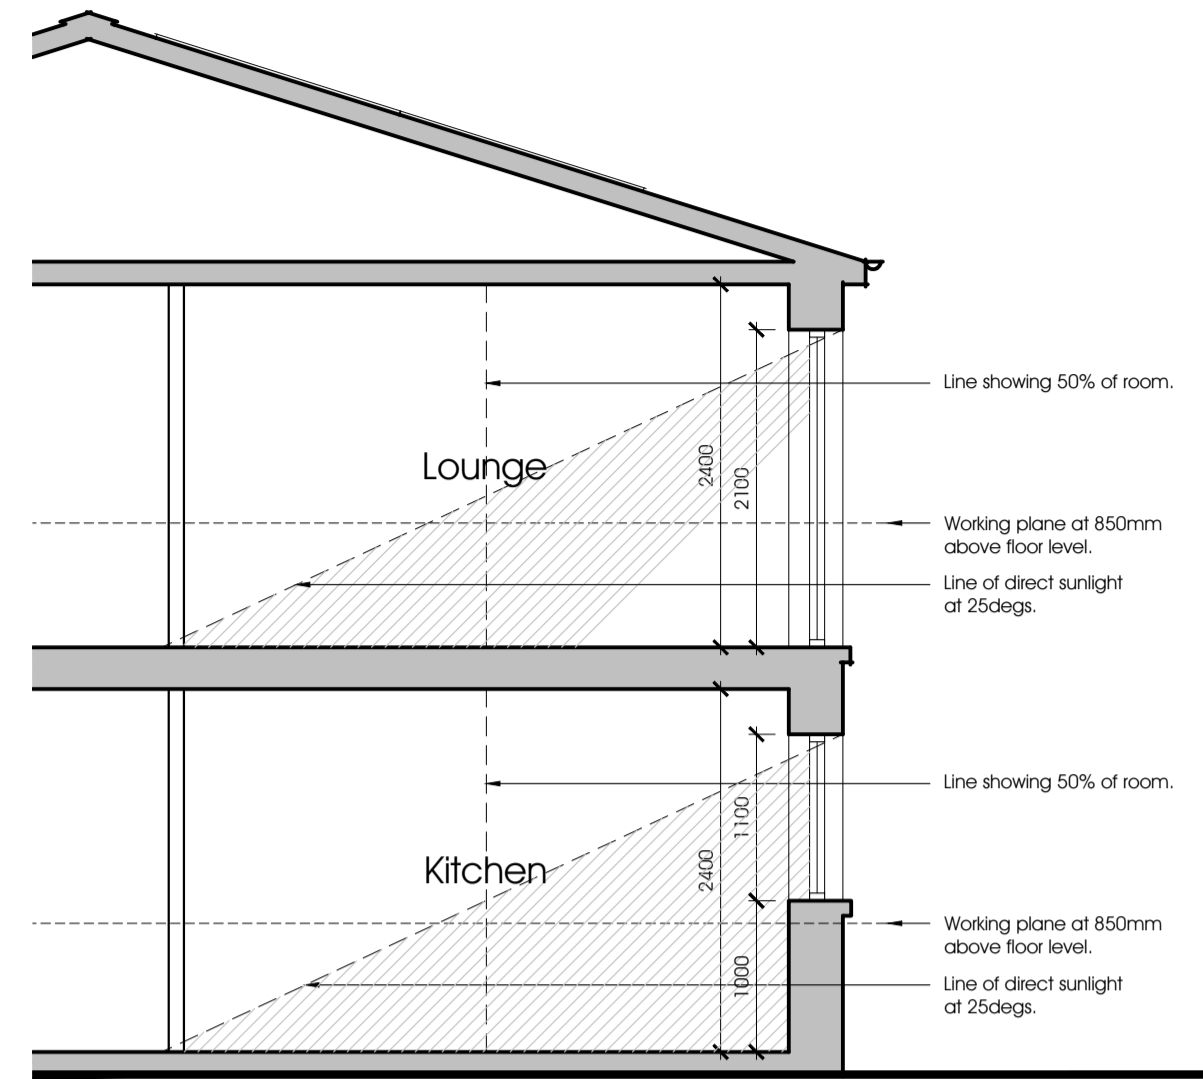 Line showing 50% of room.
Lounge
2400
2100
Working plane at 850mm
above floor level.
Line of direct sunlight
at 25degs.
Line showing 50% of room.
1100
Kitchen
2400
Working plane at 850mm
above floor level.
1000
Line of direct sunlight
at 25degs.